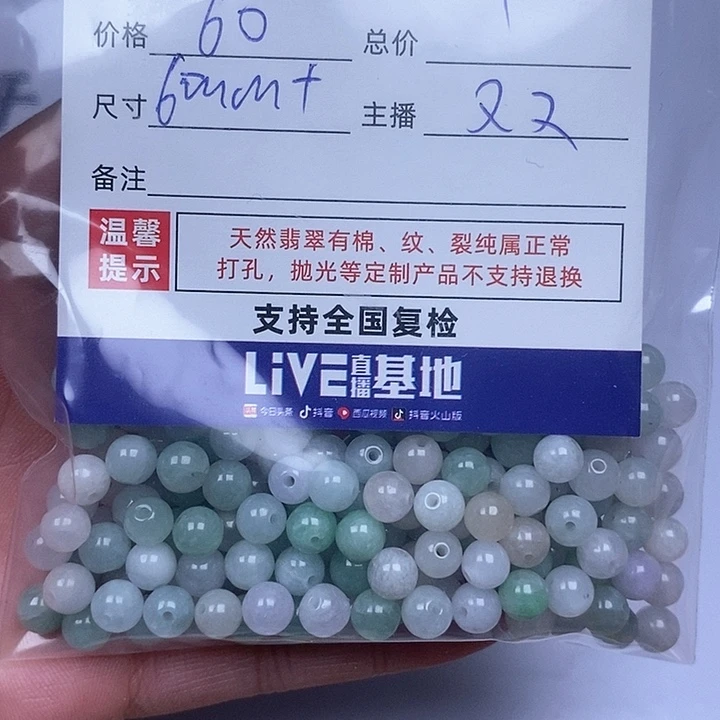 价格 60 总价
尺寸 6mm+ 主播 又又
备注
温馨提示
天然翡翠有棉、纹、裂纯属正常
打孔，抛光等定制产品不支持退换
支持全国复检
LiVE直播基地
今日头条 抖音 西瓜视频 抖音火山版